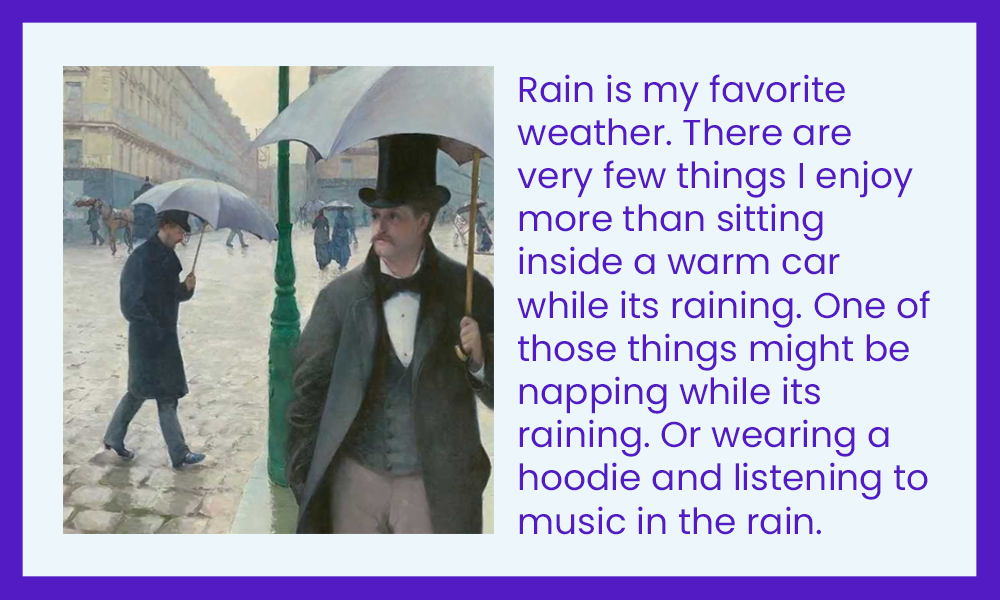 Rain is my favorite
weather. There are
very few things I enjoy
more than sitting
inside a warm car
while its raining. One of
those things might be
napping while its
raining. Or wearing a
hoodie and listening to
music in the rain.